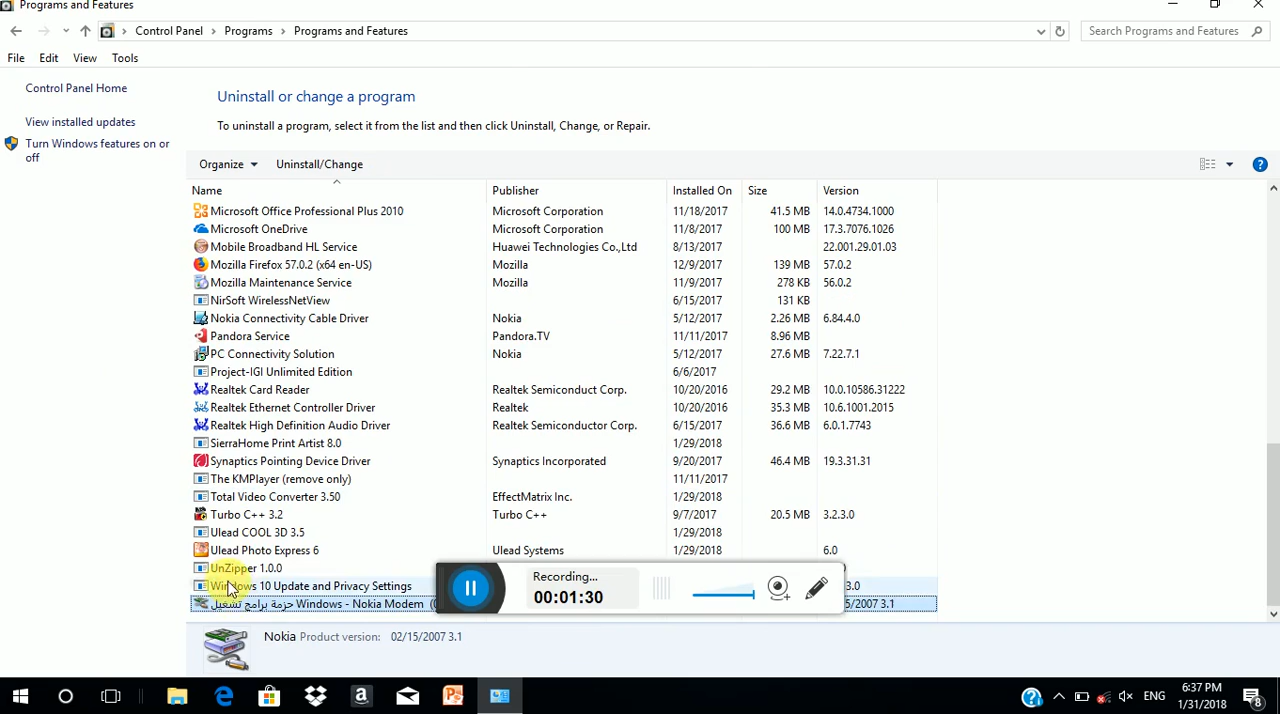 Programs and Features
Control Panel > Programs > Programs and Features
Search Programs and Features
File Edit View Tools
Control Panel Home
View installed updates
Turn Windows features on or
off
Uninstall or change a program
To uninstall a program, select it from the list and then click Uninstall, Change, or Repair.
Organize Uninstall/Change
Name Publisher Installed On Size Version
Microsoft Office Professional Plus 2010 Microsoft Corporation 11/18/2017 41.5 MB 14.0.4734.1000
Microsoft OneDrive Microsoft Corporation 11/8/2017 100 MB 17.3.7076.1026
Mobile Broadband HL Service Huawei Technologies Co.,Ltd 8/13/2017 22.001.29.01.03
Mozilla Firefox 57.0.2 (x64 en-US) Mozilla 12/9/2017 139 MB 57.0.2
Mozilla Maintenance Service Mozilla 11/9/2017 278 KB 56.0.2
NirSoft WirelessNetView 6/15/2017 131 KB
Nokia Connectivity Cable Driver Nokia 5/12/2017 2.26 MB 6.84.4.0
Pandora Service Pandora.TV 11/11/2017 8.96 MB
PC Connectivity Solution Nokia 5/12/2017 27.6 MB 7.22.7.1
Project-IGI Unlimited Edition 6/6/2017
Realtek Card Reader Realtek Semiconduct Corp. 10/20/2016 29.2 MB 10.0.10586.31222
Realtek Ethernet Controller Driver Realtek 10/20/2016 35.3 MB 10.6.1001.2015
Realtek High Definition Audio Driver Realtek Semiconductor Corp. 6/15/2017 36.6 MB 6.0.1.7743
SierraHome Print Artist 8.0 1/29/2018
Synaptics Pointing Device Driver Synaptics Incorporated 9/20/2017 46.4 MB 19.3.31.31
The KMPlayer (remove only) 11/11/2017
Total Video Converter 3.50 EffectMatrix Inc. 1/29/2018
Turbo C++ 3.2 Turbo C++ 9/7/2017 20.5 MB 3.2.3.0
Ulead COOL 3D 3.5 1/29/2018
Ulead Photo Express 6 Ulead Systems 1/29/2018 6.0
UnZipper 1.0.0
Windows 10 Update and Privacy Settings 3.0
حزمة برامج تشغيل Windows - Nokia Modem 5/2007 3.1
Recording...
00:01:30
Nokia Product version: 02/15/2007 3.1
ENG
6:37 PM
1/31/2018
8